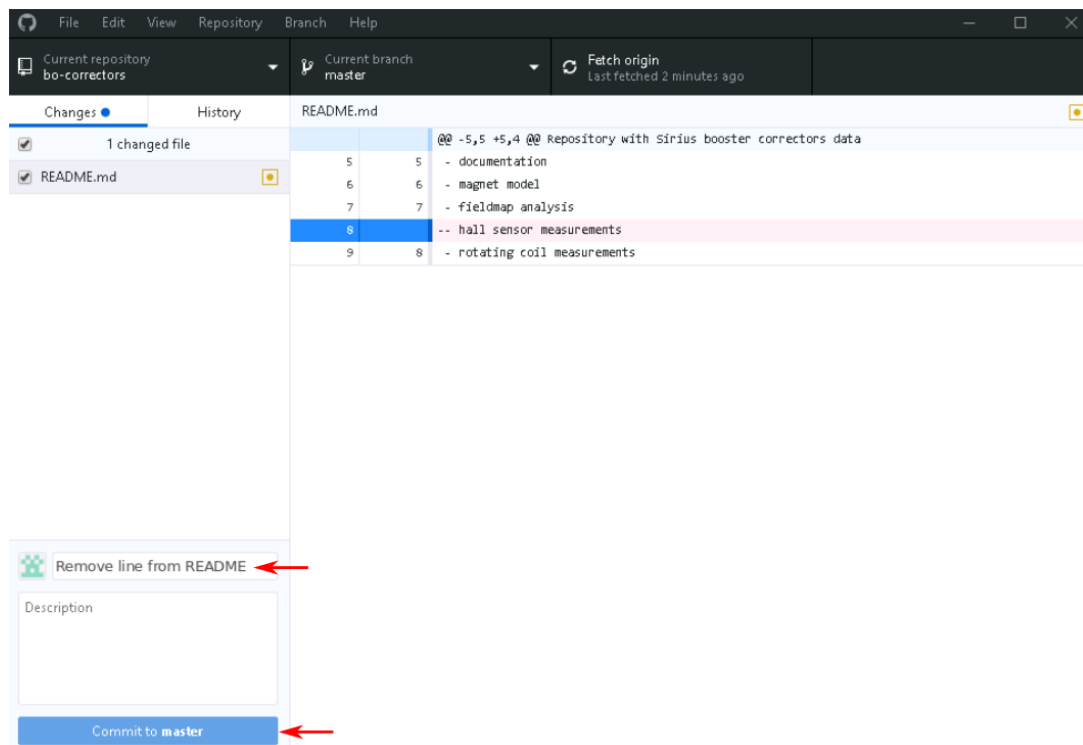 File Edit View Repository Branch Help
Current repository
bo-correctors
Current branch
master
Fetch origin
Last fetched 2 minutes ago
Changes History
README.md
1 changed file
README.md
@@ -5,5 +5,4 @@ Repository with Sirius booster correctors data
5 5 - documentation
6 6 - magnet model
7 7 - fieldmap analysis
8 -- hall sensor measurements
9 8 - rotating coil measurements
Remove line from README
Description
Commit to master